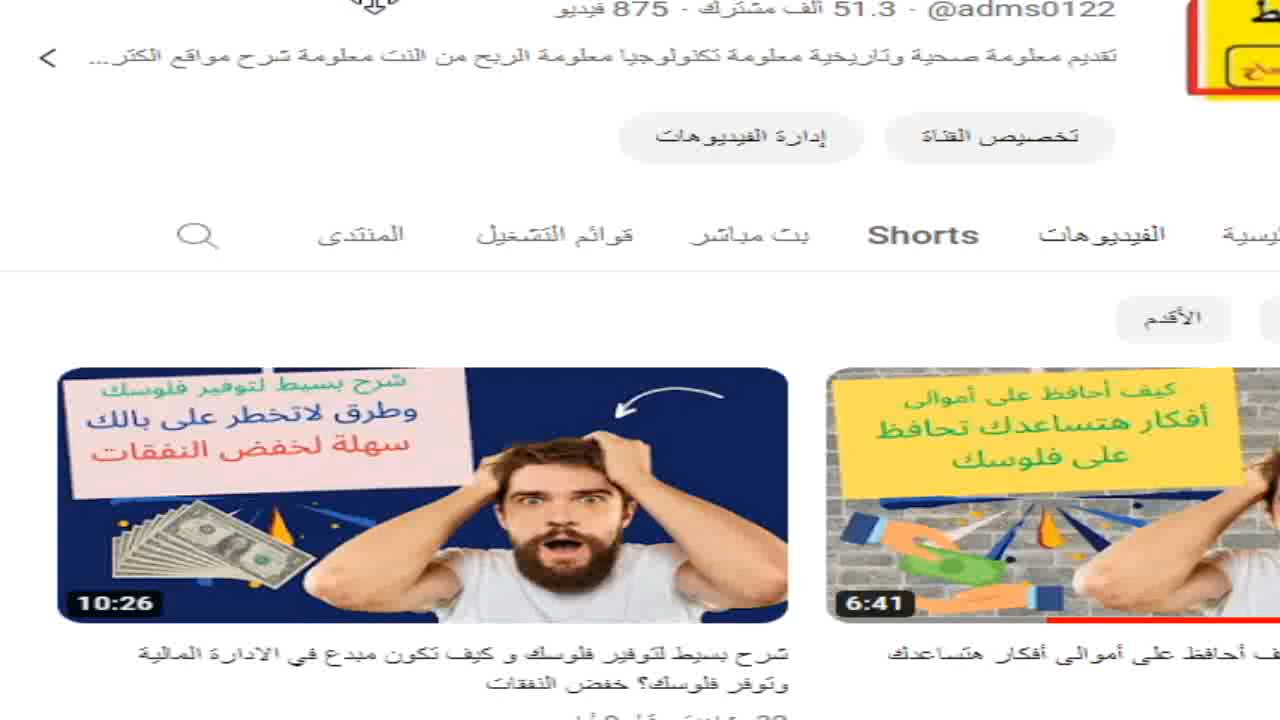 @adms0122 · 51.3 ألف مشترك · 875 فيديو
تقديم معلومة صحية وتاريخية معلومة تكنولوجيا معلومة الربح من النت معلومة شرح مواقع الكتر...
تخصيص القناة
إدارة الفيديوهات
الفيديوهات
Shorts
بث مباشر
قوائم التشغيل
المنتدى
الأقدم
كيف أحافظ على أموالى
أفكار هتساعدك تحافظ
على فلوسك
6:41
أحافظ على أموالى أفكار هتساعدك
شرح بسيط لتوفير فلوسك
وطرق لاتخطر على بالك
سهلة لخفض النفقات
10:26
شرح بسيط لتوفير فلوسك و كيف تكون مبدع في الادارة المالية
وتوفر فلوسك؟ خفض النفقات